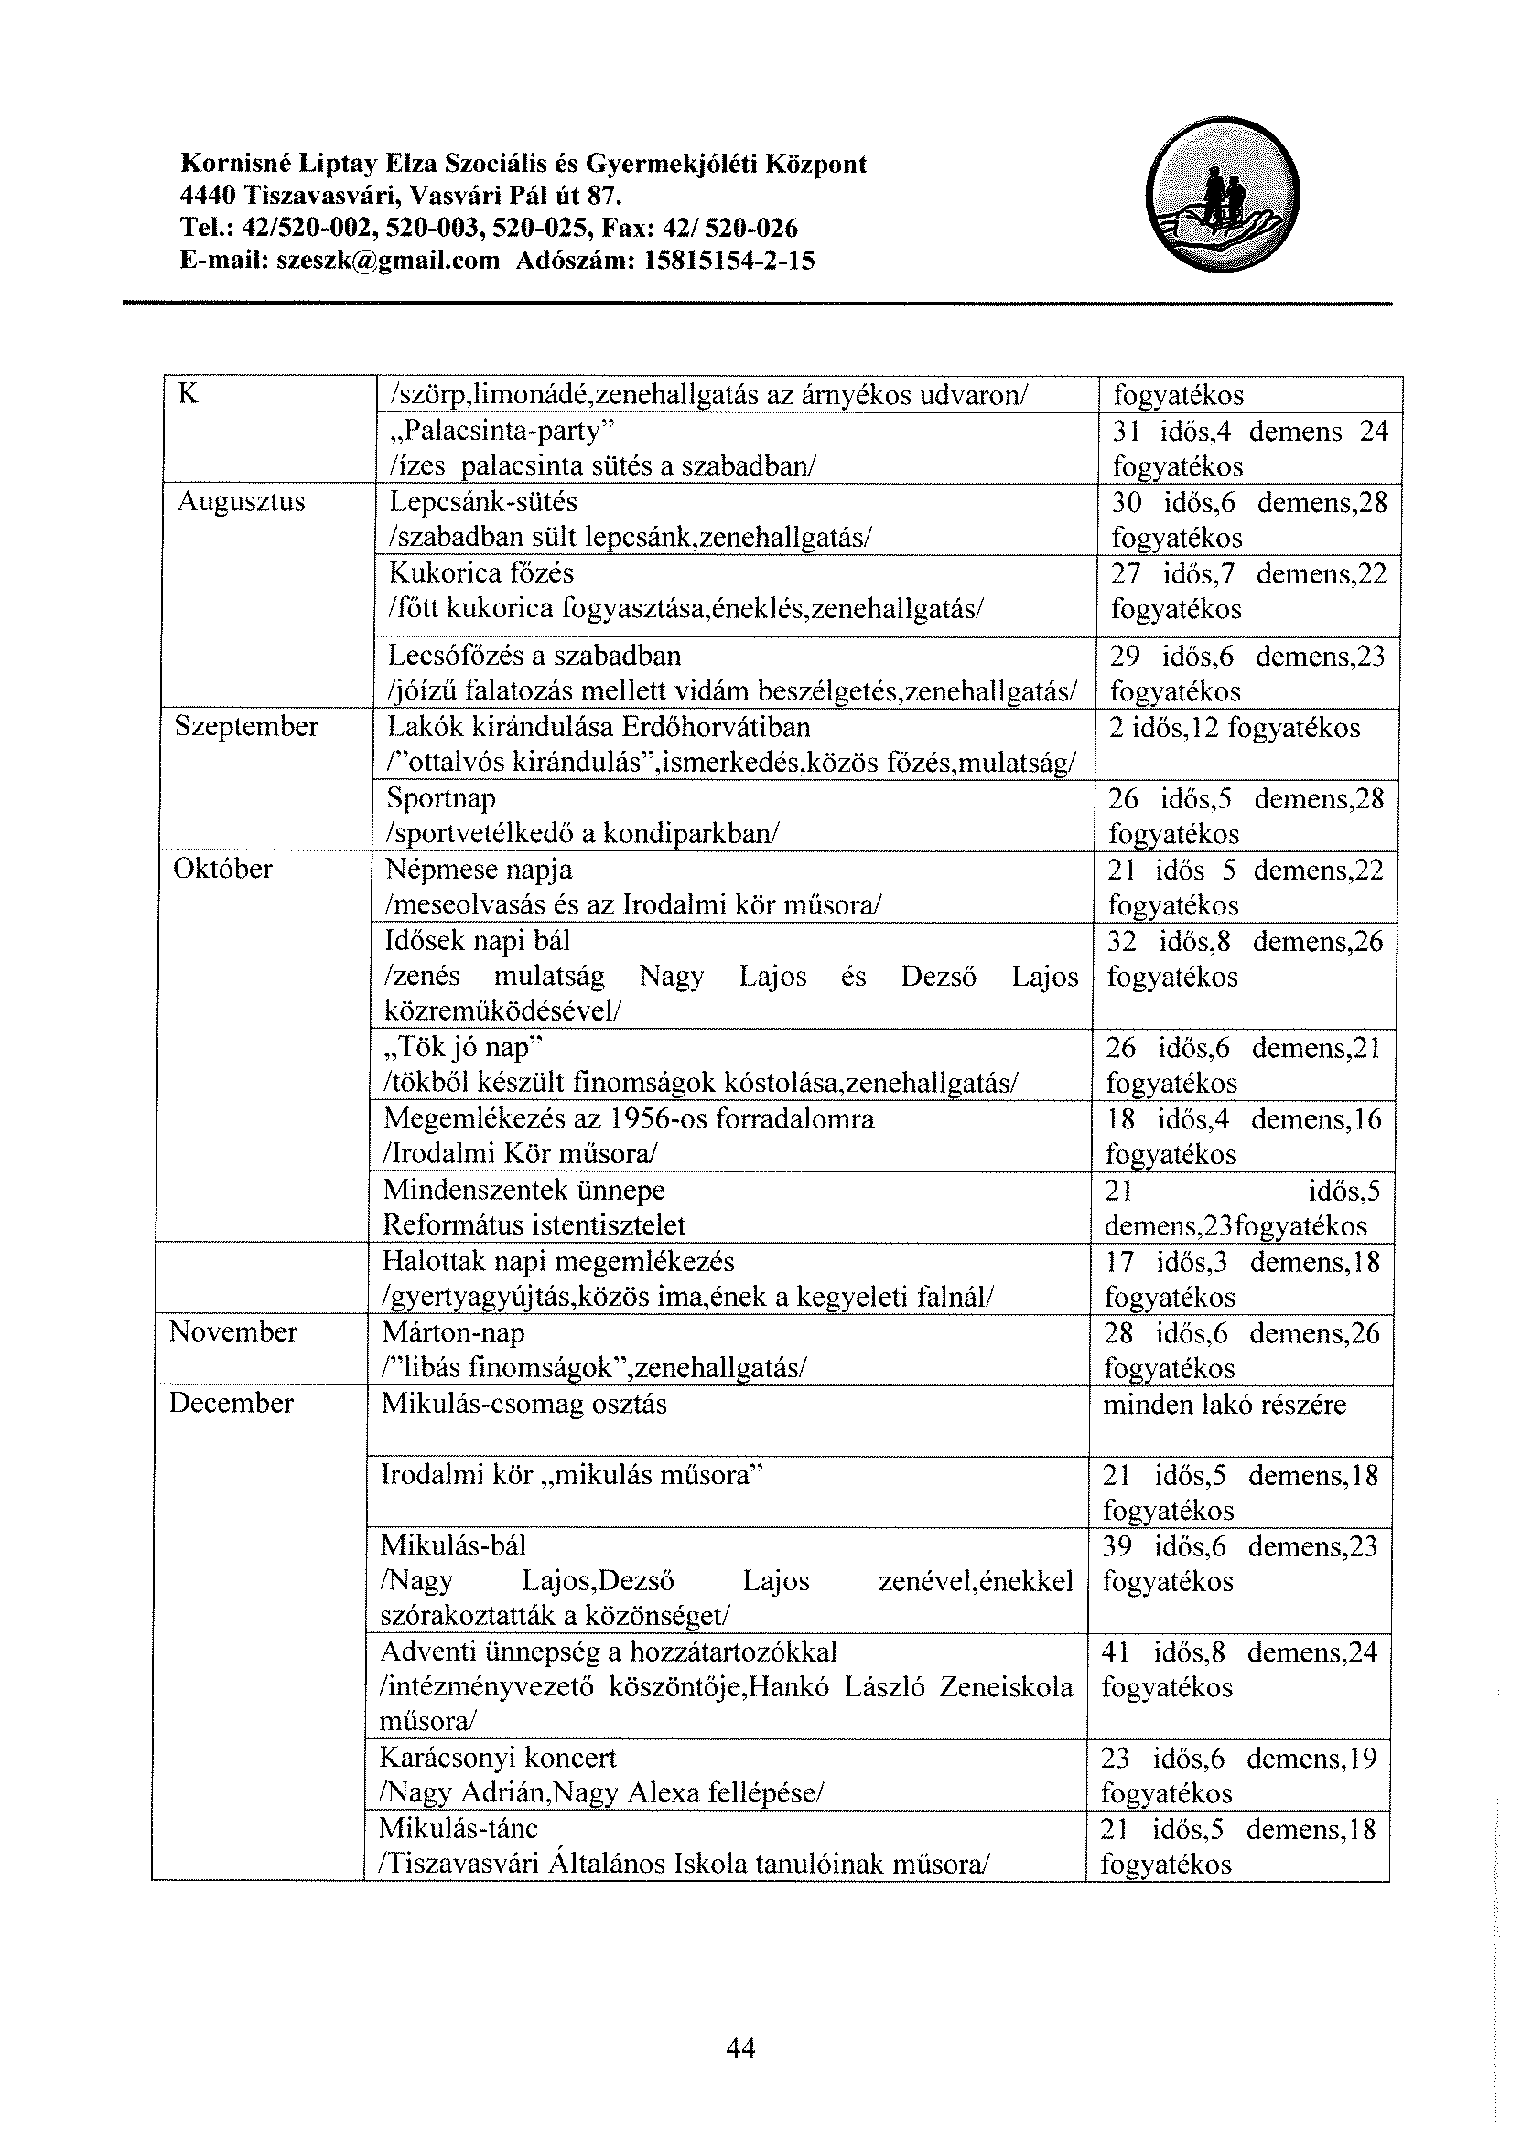 Kornisné Liptay Elza Szociális és Gyermekjóléti Központ
4440 Tiszavasvári, Vasvári Pál út 87.
Tel.: 42/520-002, 520-003, 520-025, Fax: 42/ 520-026
E-mail: szeszk@gmail.com Adószám: 15815154-2-15
K /szörp,limonádé,zenehallgatás az árnyékos udvaron/ fogyatékos
„Palacsinta-party” 31 idős,4 demens 24
/ízes palacsinta sütés a szabadban/ fogyatékos
Augusztus Lepcsánk-sütés 30 idős,6 demens,28
/szabadban sült lepcsánk,zenehallgatás/ fogyatékos
Kukorica főzés 27 idős,7 demens,22
/főtt kukorica fogyasztása,éneklés,zenehallgatás/ fogyatékos
Lecsófőzés a szabadban 29 idős,6 demens,23
/jóízű falatozás mellett vidám beszélgetés,zenehallgatás/ fogyatékos
Szeptember Lakók kirándulása Erdőhorvátiban 2 idős,12 fogyatékos
/”ottalvós kirándulás”,ismerkedés,közös főzés,mulatság/
Sportnap 26 idős,5 demens,28
/sportvetélkedő a kondiparkban/ fogyatékos
Október Népmese napja 21 idős 5 demens,22
/meseolvasás és az Irodalmi kör műsora/ fogyatékos
Idősek napi bál 32 idős,8 demens,26
/zenés mulatság Nagy Lajos és Dezső Lajos fogyatékos
közreműködésével/
„Tök jó nap” 26 idős,6 demens,21
/tökből készült finomságok kóstolása,zenehallgatás/ fogyatékos
Megemlékezés az 1956-os forradalomra 18 idős,4 demens,16
/Irodalmi Kör műsora/ fogyatékos
Mindenszentek ünnepe 21 idős,5
Református istentisztelet demens,23fogyatékos
Halottak napi megemlékezés 17 idős,3 demens,18
/gyertyagyújtás,közös ima,ének a kegyeleti falnál/ fogyatékos
November Márton-nap 28 idős,6 demens,26
/”libás finomságok”,zenehallgatás/ fogyatékos
December Mikulás-csomag osztás minden lakó részére
Irodalmi kör „mikulás műsora” 21 idős,5 demens,18
fogyatékos
Mikulás-bál 39 idős,6 demens,23
/Nagy Lajos,Dezső Lajos zenével,énekkel fogyatékos
szórakoztatták a közönséget/
Adventi ünnepség a hozzátartozókkal 41 idős,8 demens,24
/intézményvezető köszöntője,Hankó László Zeneiskola fogyatékos
műsora/
Karácsonyi koncert 23 idős,6 demens,19
/Nagy Adrián,Nagy Alexa fellépése/ fogyatékos
Mikulás-tánc 21 idős,5 demens,18
/Tiszavasvári Általános Iskola tanulóinak műsora/ fogyatékos
44